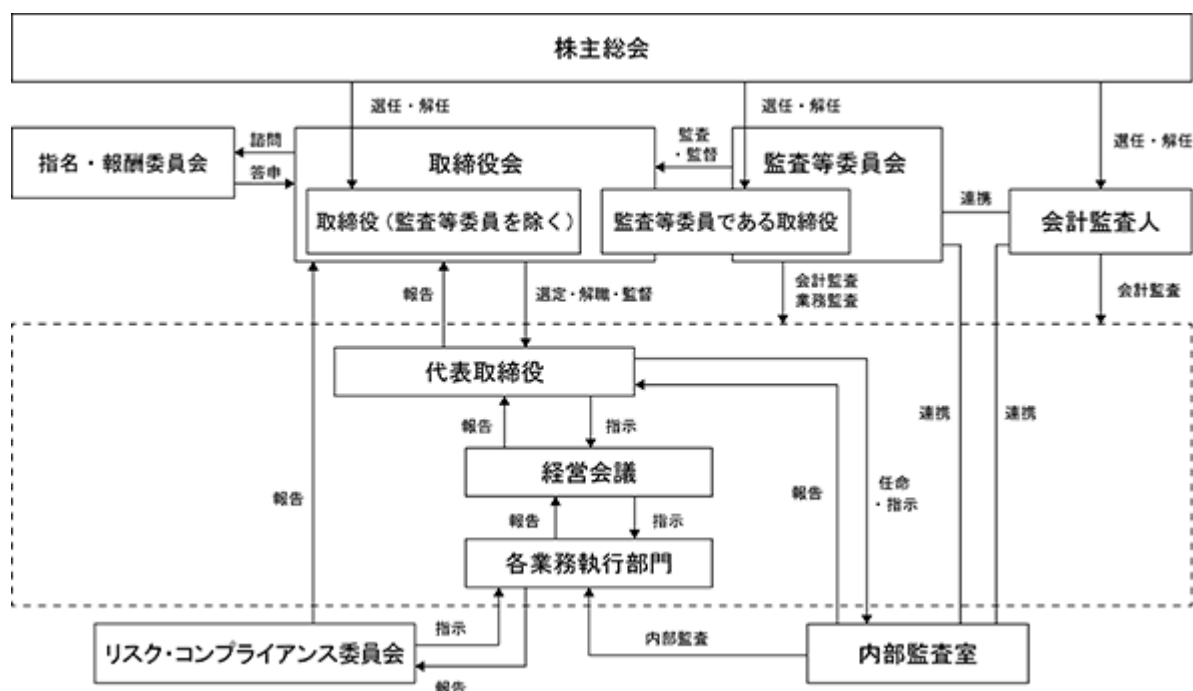 株主総会
選任・解任
選任・解任
選任・解任
指名・報酬委員会
諮問
答申
取締役会
監査
・監督
監査等委員会
取締役（監査等委員を除く）
監査等委員である取締役
連携
会計監査人
報告
選定・解職・監督
会計監査
業務監査
会計監査
代表取締役
報告
指示
連携
連携
経営会議
報告
報告
任命
・指示
報告
指示
各業務執行部門
リスク・コンプライアンス委員会
指示
報告
内部監査
内部監査室